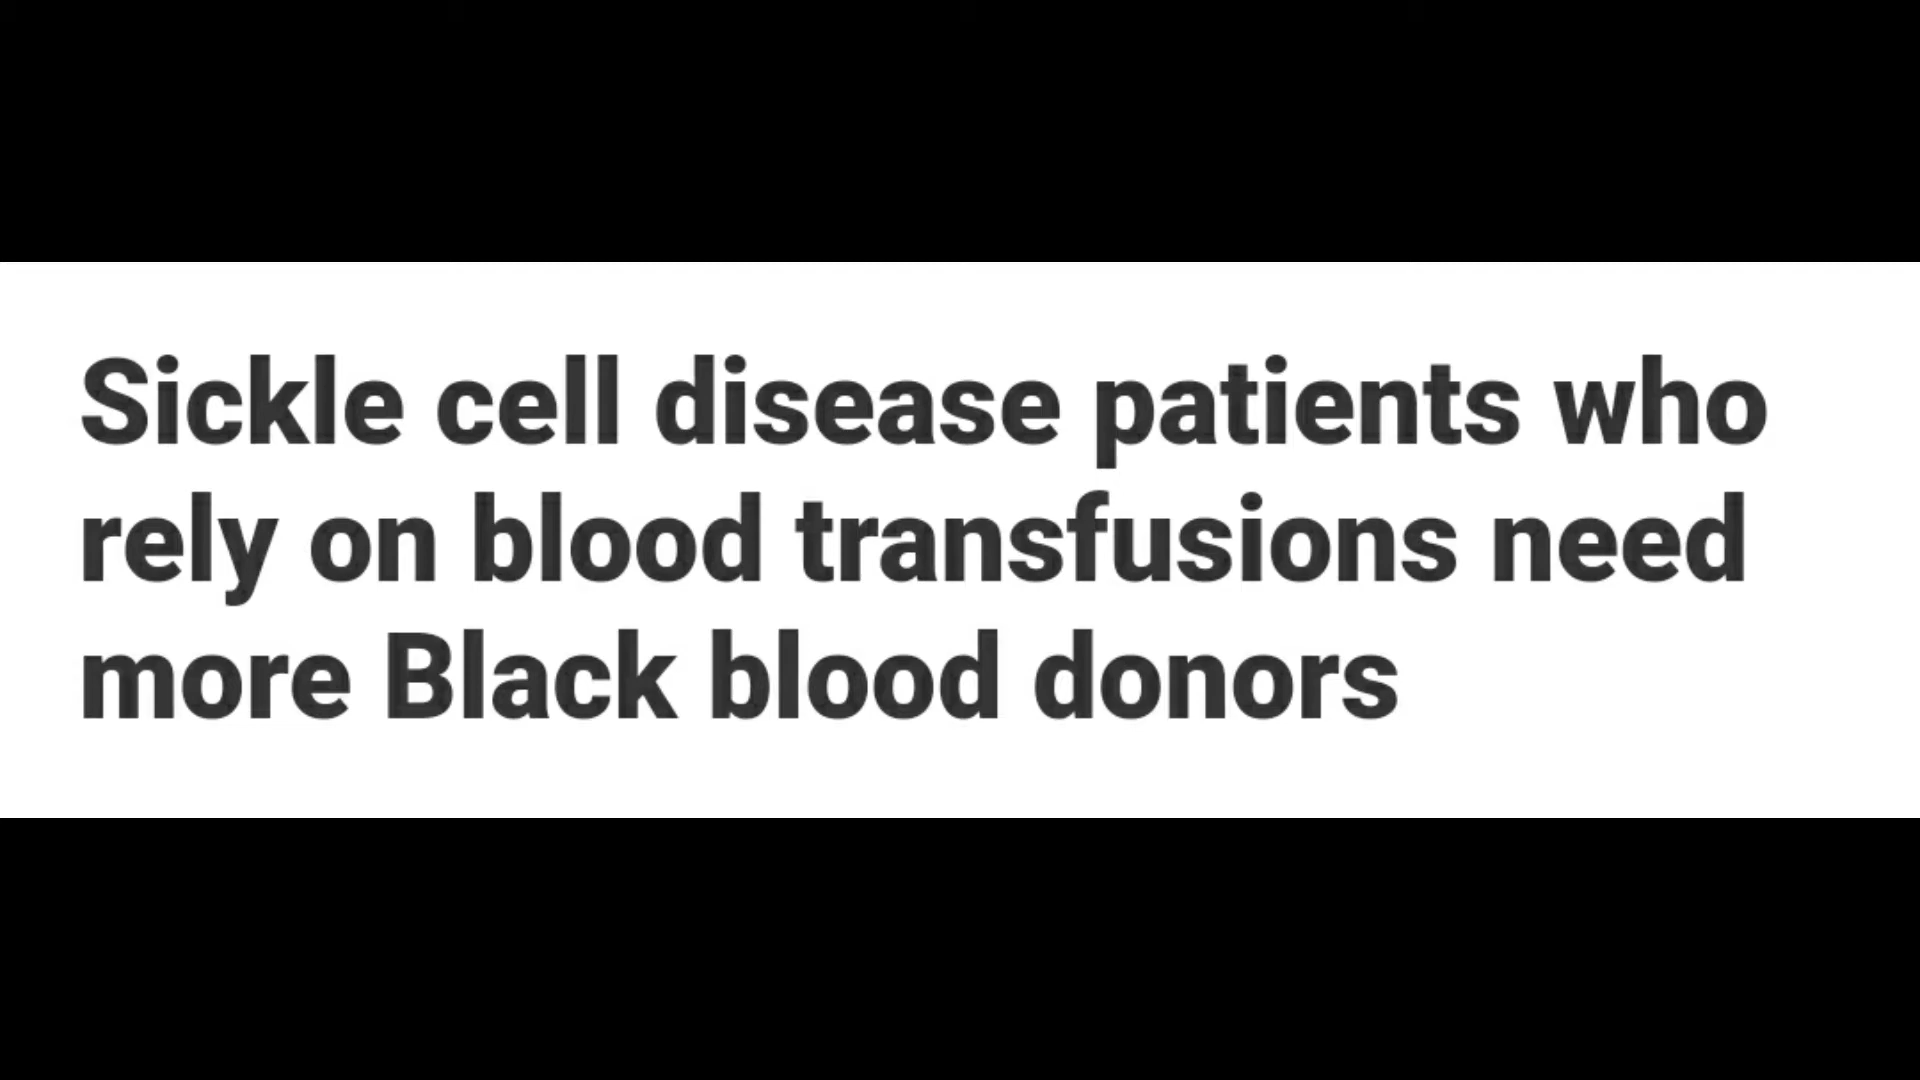 Sickle cell disease patients who
rely on blood transfusions need
more Black blood donors